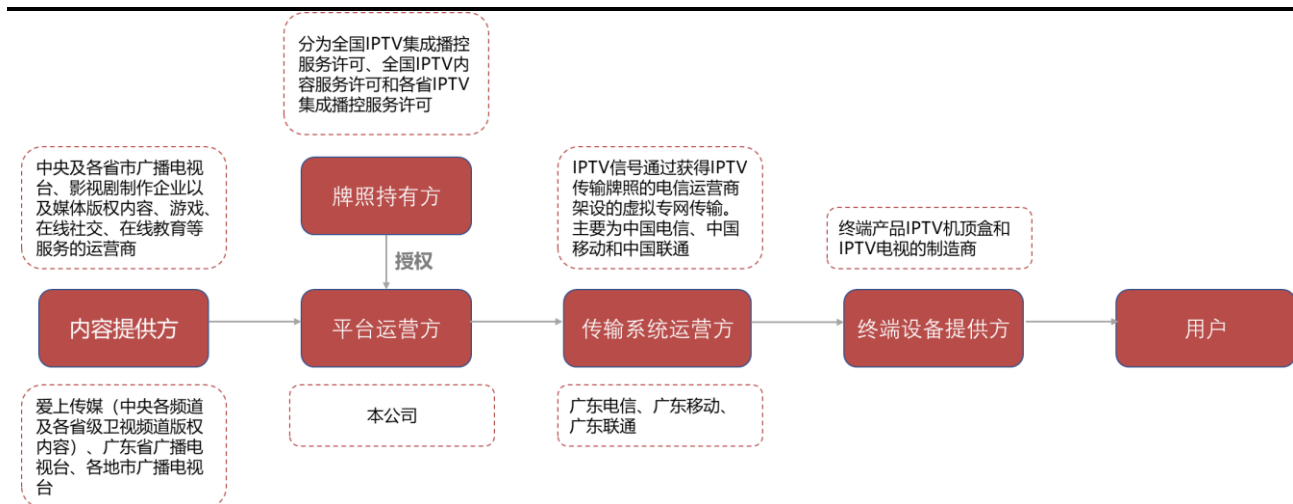 分为全国IPTV集成播控
服务许可、全国IPTV内
容服务许可和各省IPTV
集成播控服务许可
中央及各省市广播电视
台、影视剧制作企业以
及媒体版权内容、游戏、
在线社交、在线教育等
服务的运营商
牌照持有方
IPTV信号通过获得IPTV
传输牌照的电信运营商
架设的虚拟专网传输。
主要为中国电信、中国
移动和中国联通
终端产品IPTV机顶盒和
IPTV电视的制造商
授权
内容提供方
平台运营方
传输系统运营方
终端设备提供方
用户
爱上传媒（中央各频道
及各省级卫视频道版权
内容）、广东省广播电
视台、各地市广播电视
台
本公司
广东电信、广东移动、
广东联通